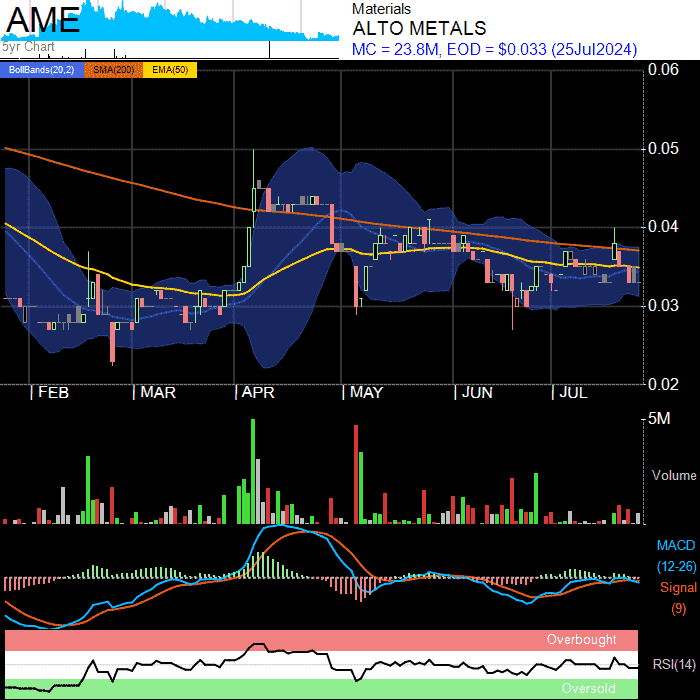 AME
5yr Chart
Materials
ALTO METALS
MC = 23.8M, EOD = $0.033 (25Jul2024)
BollBands(20,2) SMA(200) EMA(50)
0.06
0.05
0.04
0.03
0.02
| FEB | MAR | APR | MAY | JUN | JUL
5M
Volume
MACD
(12-26)
Signal
(9)
Overbought
RSI(14)
Oversold